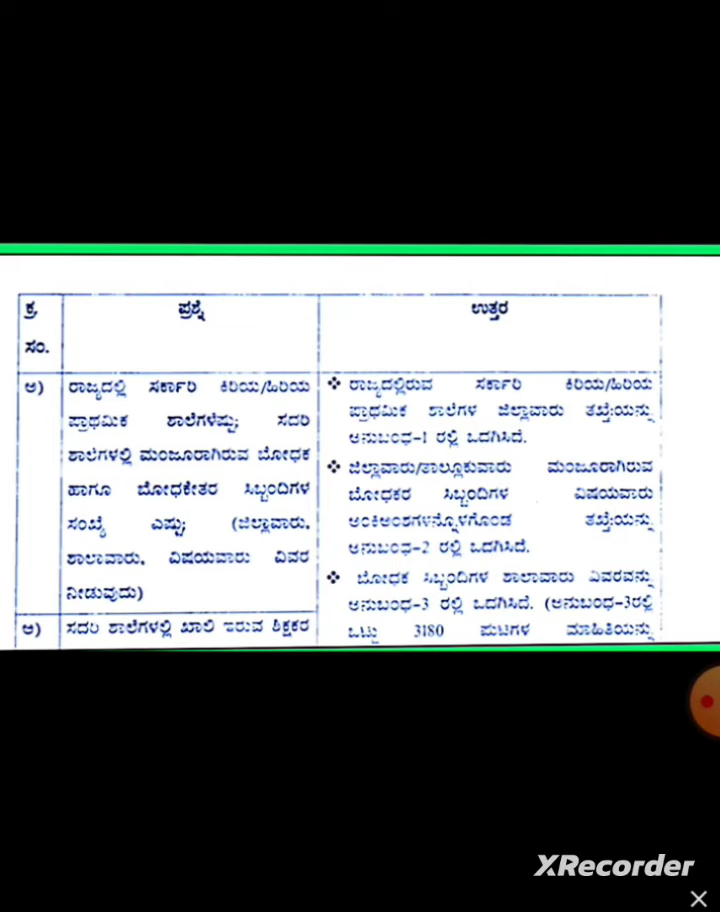 ಕ್ರ. ಸಂ.
ಪ್ರಶ್ನೆ
ಉತ್ತರ
ಅ)
ರಾಜ್ಯದಲ್ಲಿ ಸರ್ಕಾರಿ ಕಿರಿಯ/ಹಿರಿಯ
ಪ್ರಾಥಮಿಕ ಶಾಲೆಗಳೆಷ್ಟು; ಸದರಿ
ಶಾಲೆಗಳಲ್ಲಿ ಮಂಜೂರಾಗಿರುವ ಬೋಧಕ
ಹಾಗೂ ಬೋಧಕೇತರ ಸಿಬ್ಬಂದಿಗಳ
ಸಂಖ್ಯೆ ಎಷ್ಟು; (ಜಿಲ್ಲಾವಾರು,
ಶಾಲಾವಾರು, ವಿಷಯವಾರು ವಿವರ
ನೀಡುವುದು)
❖ ರಾಜ್ಯದಲ್ಲಿರುವ ಸರ್ಕಾರಿ ಕಿರಿಯ/ಹಿರಿಯ
ಪ್ರಾಥಮಿಕ ಶಾಲೆಗಳ ಜಿಲ್ಲಾವಾರು ತಖ್ತೆಯನ್ನು
ಅನುಬಂಧ-1 ರಲ್ಲಿ ಒದಗಿಸಿದೆ.
❖ ಜಿಲ್ಲಾವಾರು/ತಾಲ್ಲೂಕುವಾರು ಮಂಜೂರಾಗಿರುವ
ಬೋಧಕರ ಸಿಬ್ಬಂದಿಗಳ ವಿಷಯವಾರು
ಅಂಕಿಅಂಶಗಳನ್ನೊಳಗೊಂಡ ತಖ್ತೆಯನ್ನು
ಅನುಬಂಧ-2 ರಲ್ಲಿ ಒದಗಿಸಿದೆ.
❖ ಬೋಧಕ ಸಿಬ್ಬಂದಿಗಳ ಶಾಲಾವಾರು ವಿವರವನ್ನು
ಅನುಬಂಧ-3 ರಲ್ಲಿ ಒದಗಿಸಿದೆ. (ಅನುಬಂಧ-3ರಲ್ಲಿ
ಒಟ್ಟು 3180 ಪುಟಗಳ ಮಾಹಿತಿಯನ್ನು
ಆ)
ಸದರಿ ಶಾಲೆಗಳಲ್ಲಿ ಖಾಲಿ ಇರುವ ಶಿಕ್ಷಕರ
XRecorder